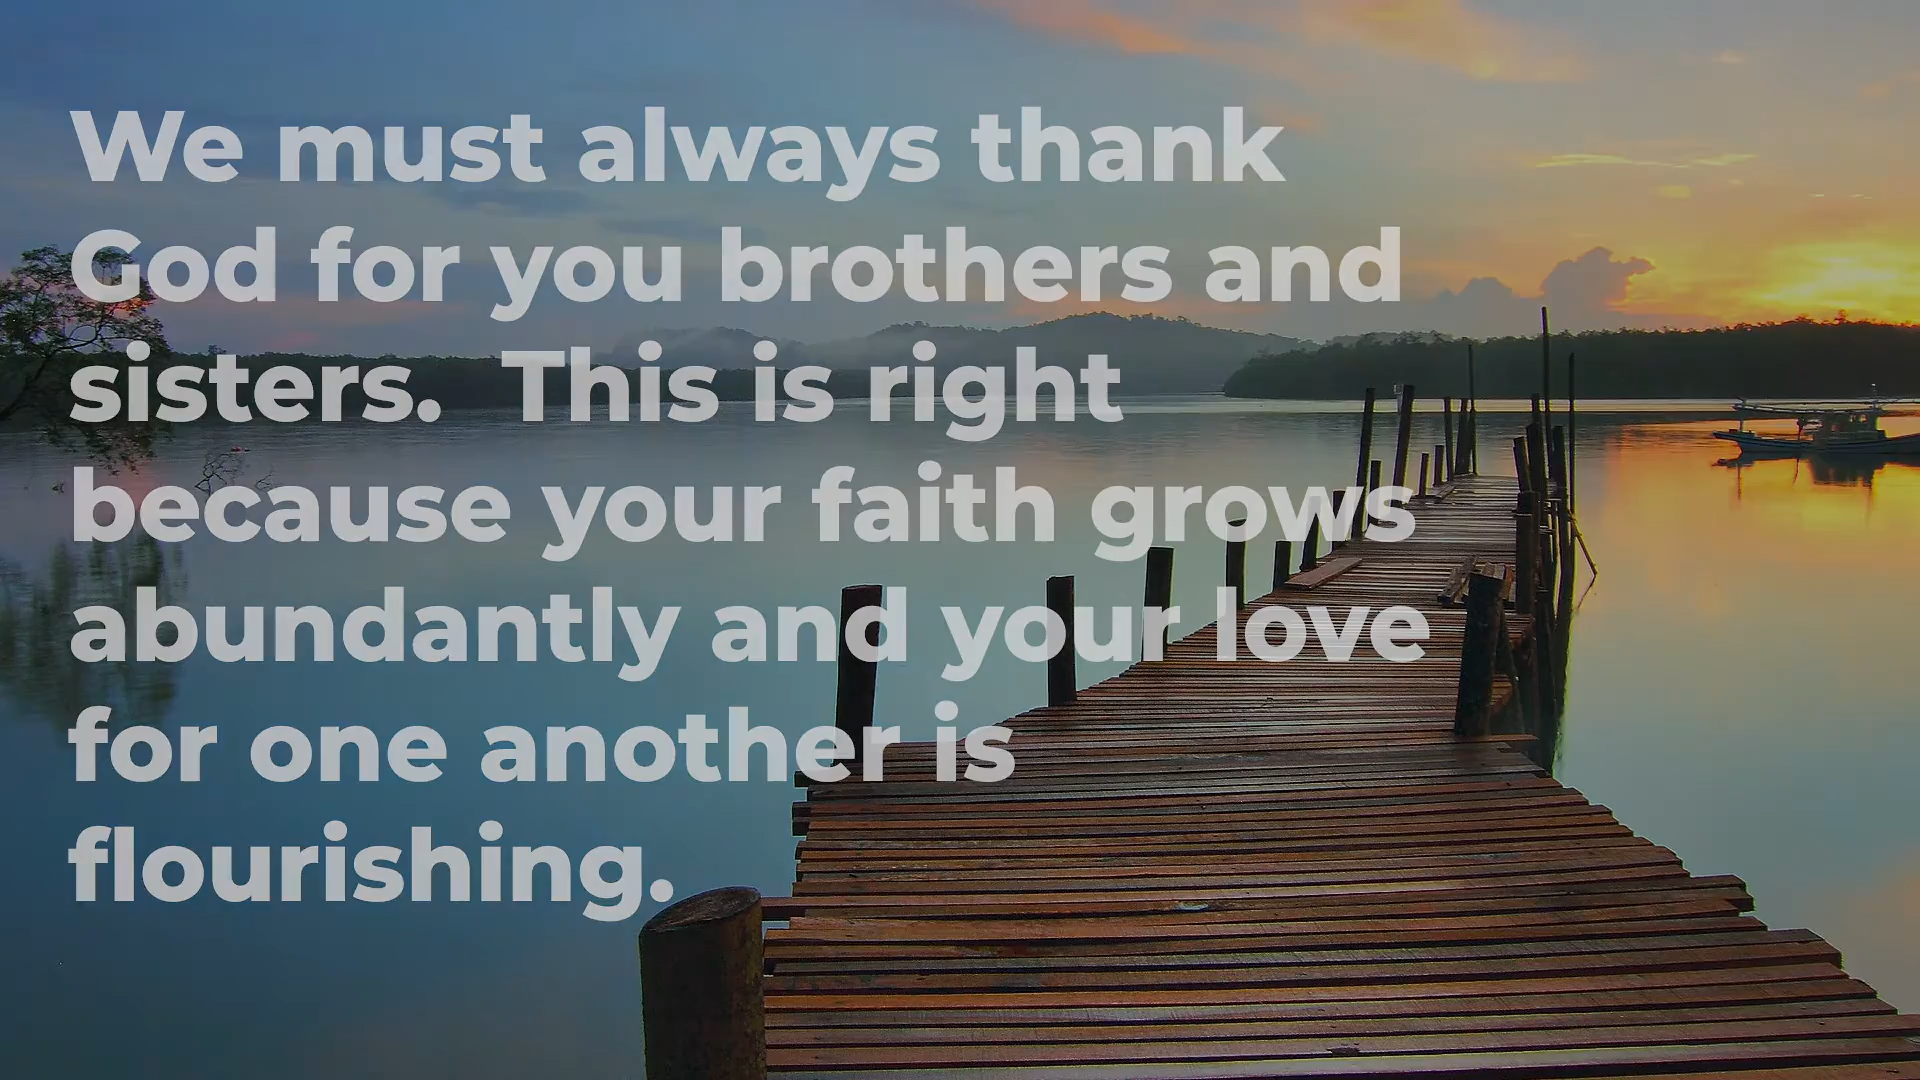 We must always thank
God for you brothers and
sisters.  This is right
because your faith grows
abundantly and your love
for one another is
flourishing.